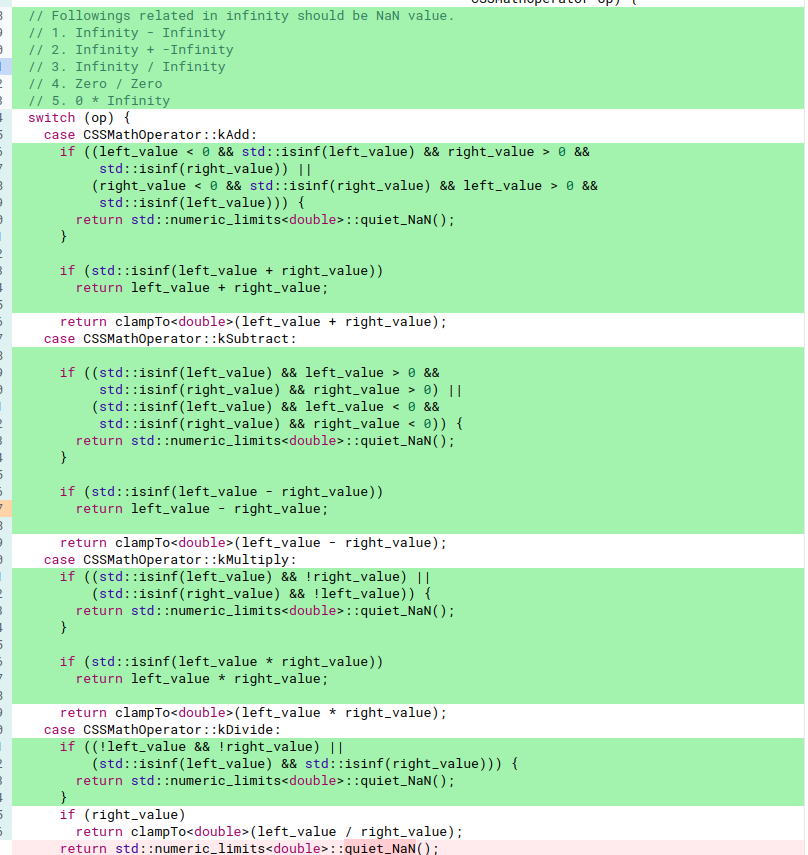 CSSMathOperator op) {
// Followings related in infinity should be NaN value.
// 1. Infinity - Infinity
// 2. Infinity + -Infinity
// 3. Infinity / Infinity
// 4. Zero / Zero
// 5. 0 * Infinity
switch (op) {
case CSSMathOperator::kAdd:
if ((left_value < 0 && std::isinf(left_value) && right_value > 0 &&
std::isinf(right_value)) ||
(right_value < 0 && std::isinf(right_value) && left_value > 0 &&
std::isinf(left_value))) {
return std::numeric_limits<double>::quiet_NaN();
}
if (std::isinf(left_value + right_value))
return left_value + right_value;
return clampTo<double>(left_value + right_value);
case CSSMathOperator::kSubtract:
if ((std::isinf(left_value) && left_value > 0 &&
std::isinf(right_value) && right_value > 0) ||
(std::isinf(left_value) && left_value < 0 &&
std::isinf(right_value) && right_value < 0)) {
return std::numeric_limits<double>::quiet_NaN();
}
if (std::isinf(left_value - right_value))
return left_value - right_value;
return clampTo<double>(left_value - right_value);
case CSSMathOperator::kMultiply:
if ((std::isinf(left_value) && !right_value) ||
(std::isinf(right_value) && !left_value)) {
return std::numeric_limits<double>::quiet_NaN();
}
if (std::isinf(left_value * right_value))
return left_value * right_value;
return clampTo<double>(left_value * right_value);
case CSSMathOperator::kDivide:
if ((!left_value && !right_value) ||
(std::isinf(left_value) && std::isinf(right_value))) {
return std::numeric_limits<double>::quiet_NaN();
}
if (right_value)
return clampTo<double>(left_value / right_value);
return std::numeric_limits<double>::quiet_NaN();